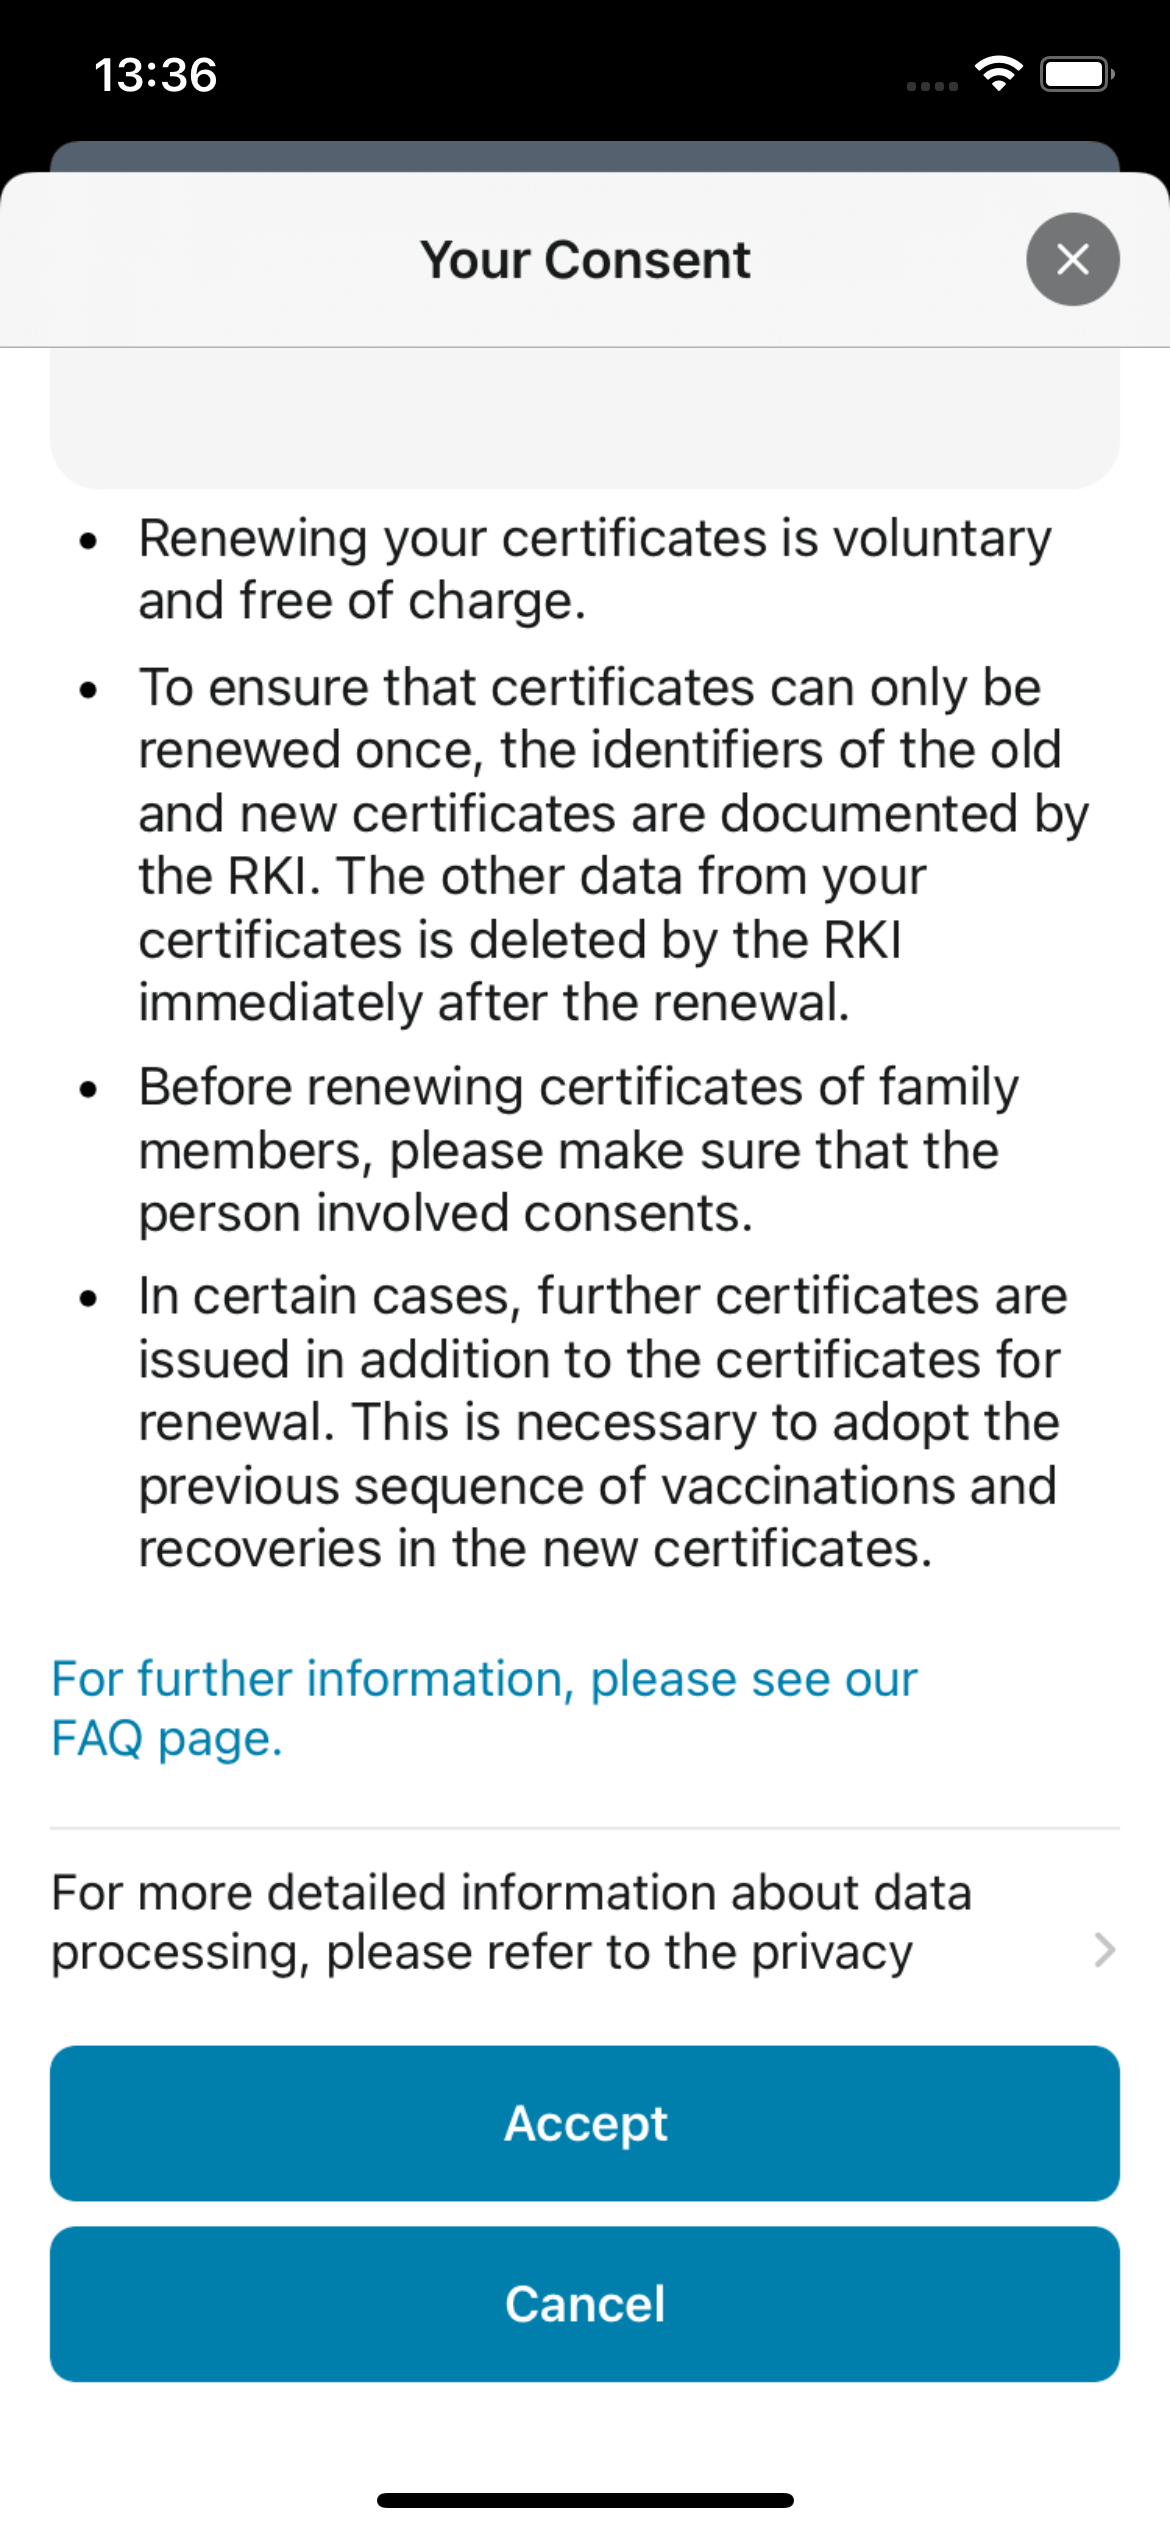 13:36
Your Consent
• Renewing your certificates is voluntary
and free of charge.
• To ensure that certificates can only be
renewed once, the identifiers of the old
and new certificates are documented by
the RKI. The other data from your
certificates is deleted by the RKI
immediately after the renewal.
• Before renewing certificates of family
members, please make sure that the
person involved consents.
• In certain cases, further certificates are
issued in addition to the certificates for
renewal. This is necessary to adopt the
previous sequence of vaccinations and
recoveries in the new certificates.
For further information, please see our
FAQ page.
For more detailed information about data
processing, please refer to the privacy
Accept
Cancel